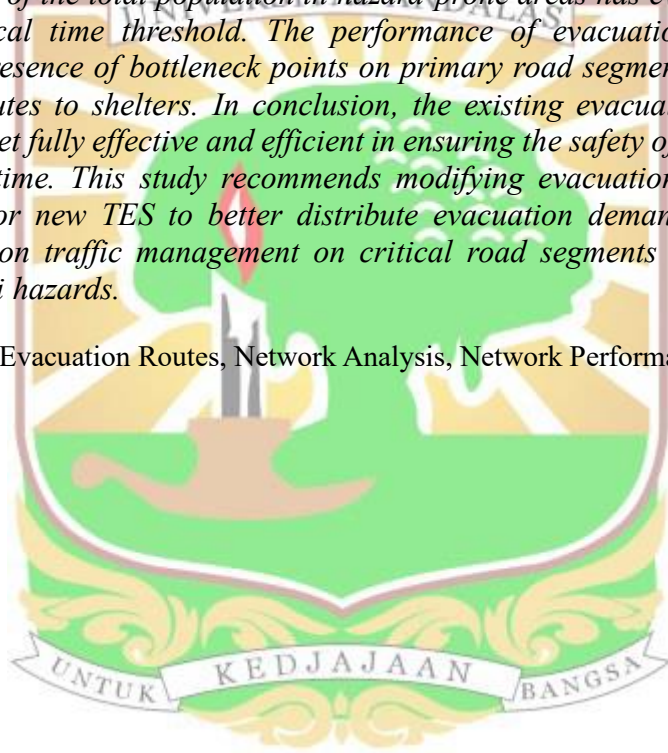 of the total population in hazard-prone areas has e
cal time threshold. The performance of evacuatio
resence of bottleneck points on primary road segmen
utes to shelters. In conclusion, the existing evacua
et fully effective and efficient in ensuring the safety of
time. This study recommends modifying evacuation
or new TES to better distribute evacuation deman
on traffic management on critical road segments
i hazards.
Evacuation Routes, Network Analysis, Network Performa
UNTUK KEDJAJAAN BANGSA